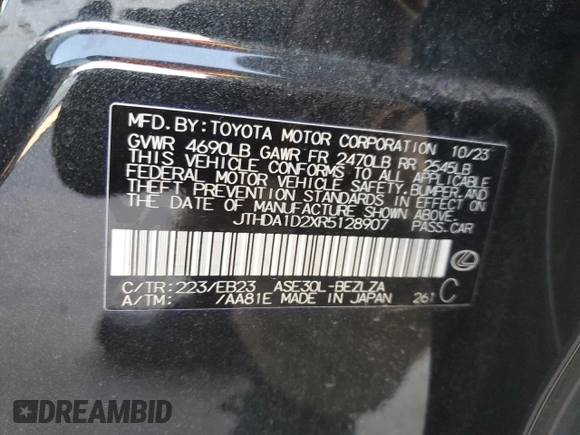 MFD.BY:TOYOTA MOTOR CORPORATION 10/23
GVWR 4690LB GAWR FR 2470LB RR 2545LB
THIS VEHICLE CONFORMS TO ALL APPLICABLE
FEDERAL MOTOR VEHICLE SAFETY, BUMPER, AND
THEFT PREVENTION STANDARDS IN EFFECT ON
THE DATE OF MANUFACTURE SHOWN ABOVE.
JTHDA1D2XR5128907 PASS.CAR
C/TR:223/EB23 ASE30L-BEZLZA
A/TM: /AA81E MADE IN JAPAN 261 C
DREAMBID